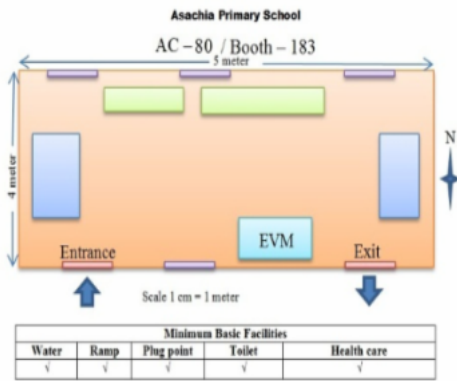 Asachia Primary School
AC – 80 / Booth – 183
5 meter
4 meter
N
Entrance
EVM
Exit
Scale 1 cm = 1 meter
Minimum Basic Facilities
Water Ramp Plug point Toilet Health care
√ √ √ √ √